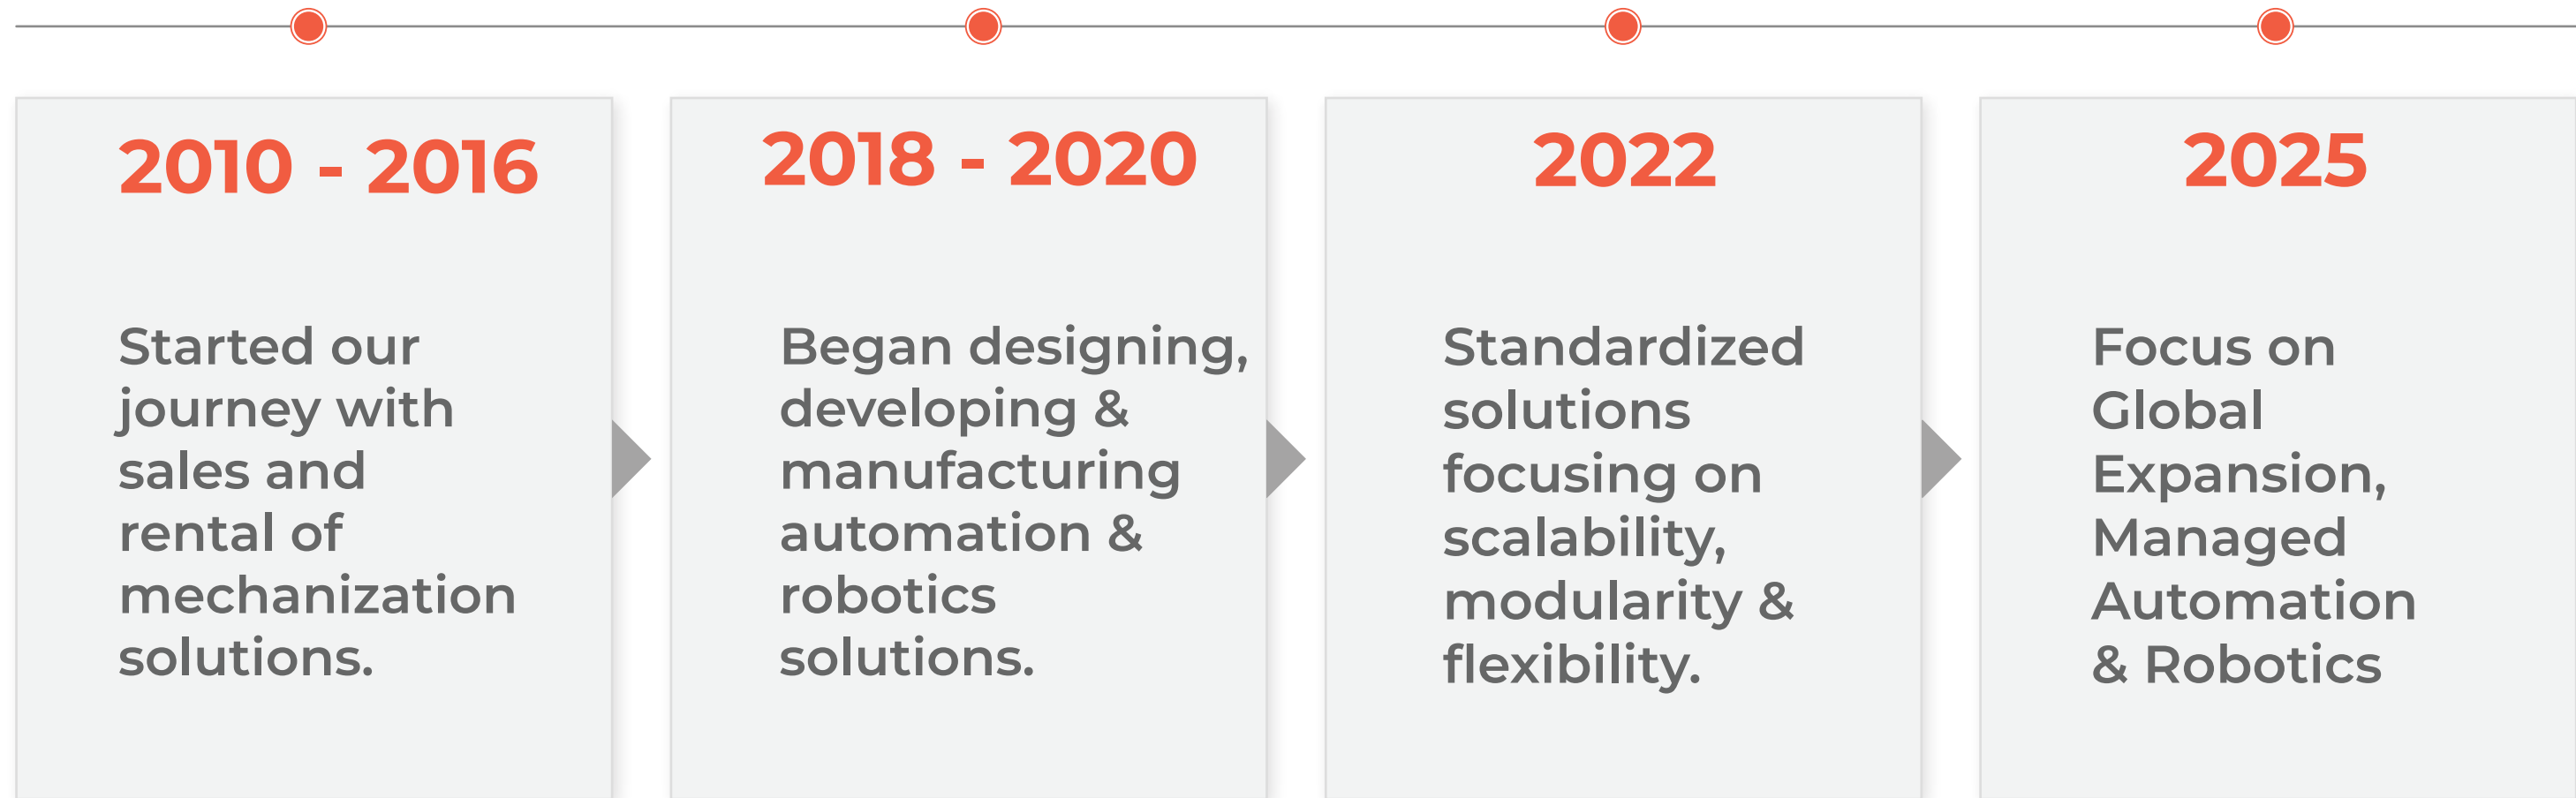 2010 - 2016
Started our
journey with
sales and
rental of
mechanization
solutions.
2018 - 2020
Began designing,
developing &
manufacturing
automation &
robotics
solutions.
2022
Standardized
solutions
focusing on
scalability,
modularity &
flexibility.
2025
Focus on
Global
Expansion,
Managed
Automation
& Robotics